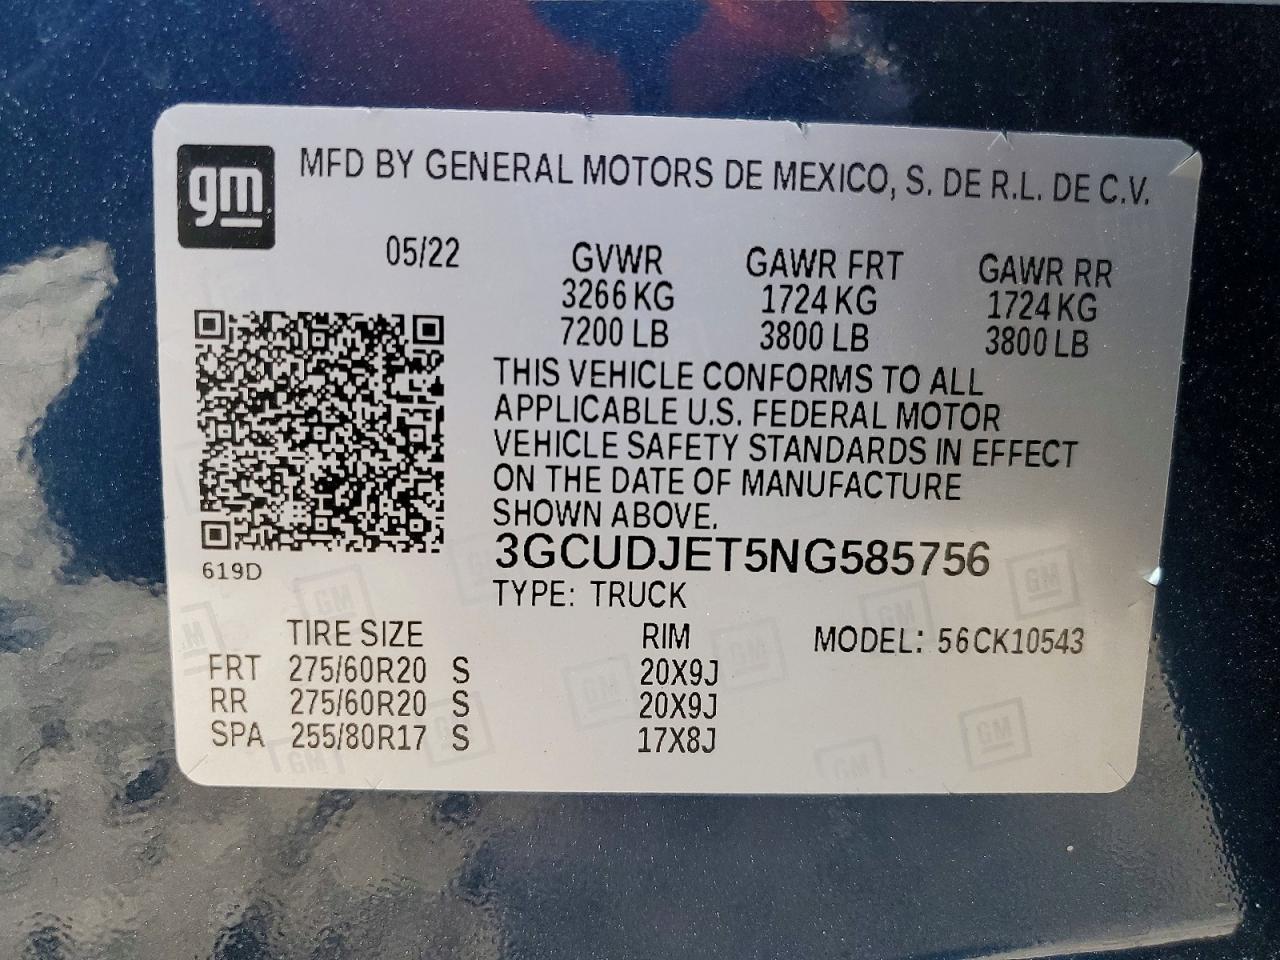 gm MFD BY GENERAL MOTORS DE MEXICO, S. DE R.L. DE C.V.
05/22 GVWR GAWR FRT GAWR RR
3266 KG 1724 KG 1724 KG
7200 LB 3800 LB 3800 LB
THIS VEHICLE CONFORMS TO ALL
APPLICABLE U.S. FEDERAL MOTOR
VEHICLE SAFETY STANDARDS IN EFFECT
ON THE DATE OF MANUFACTURE
SHOWN ABOVE.
3GCUDJET5NG585756
619D
TYPE: TRUCK
TIRE SIZE RIM MODEL: 56CK10543
FRT 275/60R20 S 20X9J
RR 275/60R20 S 20X9J
SPA 255/80R17 S 17X8J